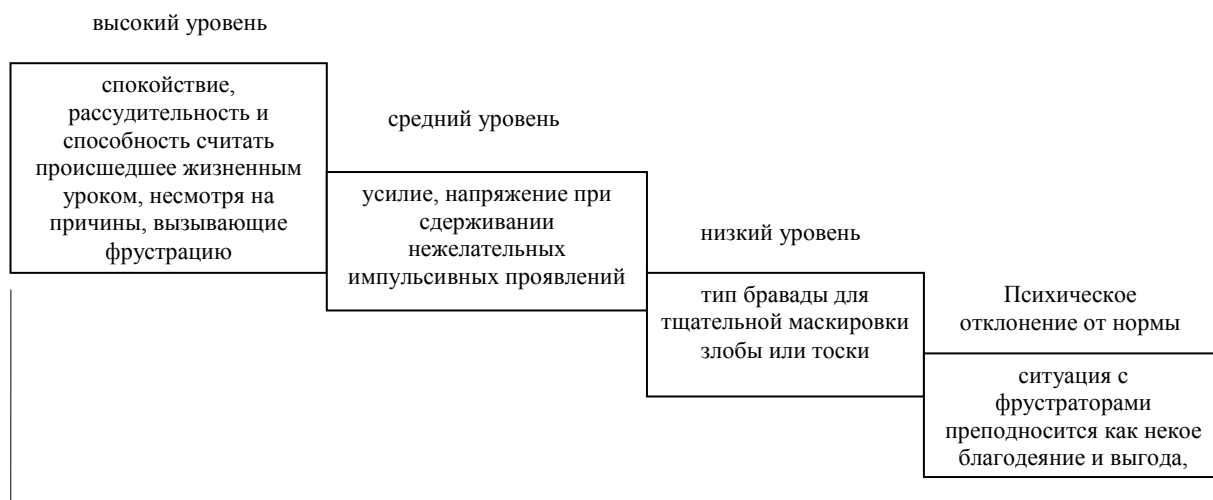 высокий уровень
спокойствие,
рассудительность и
способность считать
происшедшее жизненным
уроком, несмотря на
причины, вызывающие
фрустрацию
средний уровень
усилие, напряжение при
сдерживании
нежелательных
импульсивных проявлений
низкий уровень
тип бравады для
тщательной маскировки
злобы или тоски
Психическое
отклонение от нормы
ситуация с
фрустраторами
преподносится как некое
благодеяние и выгода,